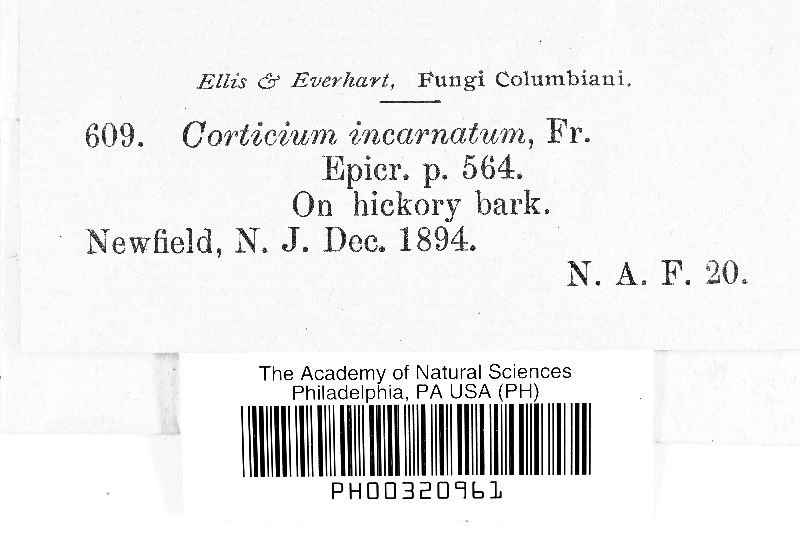 Ellis & Everhart, Fungi Columbiani.
609. Corticium incarnatum, Fr.
Epicr. p. 564.
On hickory bark.
Newfield, N. J. Dec. 1894.
N. A. F. 20.
The Academy of Natural Sciences
Philadelphia, PA USA (PH)
PH00320961